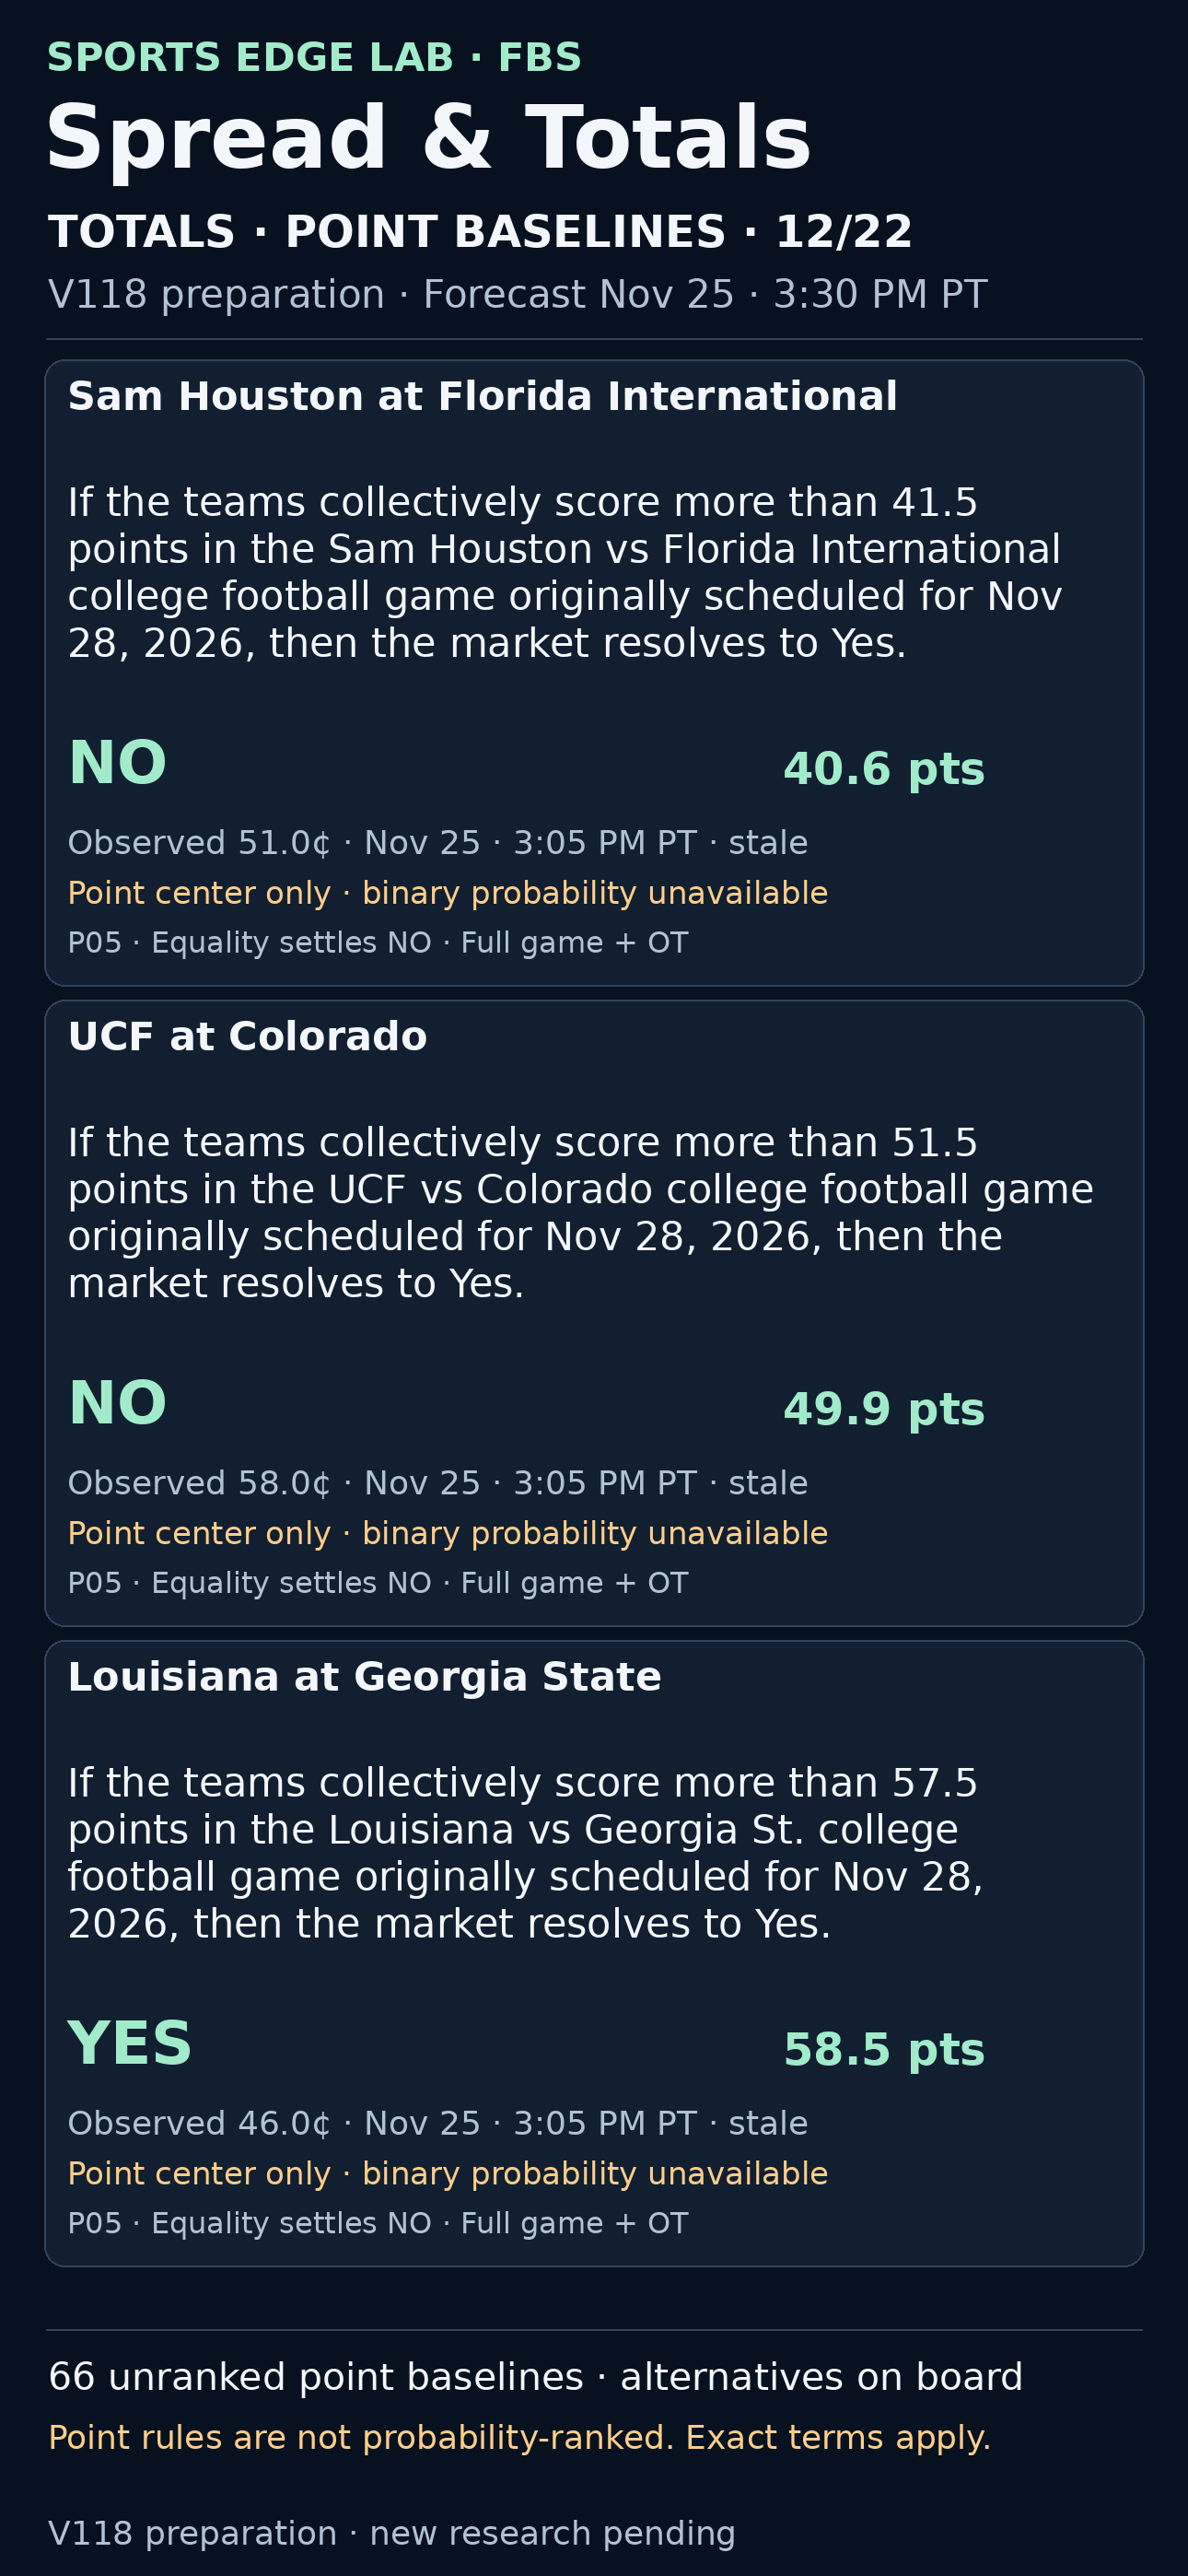 SPORTS EDGE LAB · FBS
Spread & Totals
TOTALS · POINT BASELINES · 12/22
V118 preparation · Forecast Nov 25 · 3:30 PM PT
Sam Houston at Florida International
If the teams collectively score more than 41.5
points in the Sam Houston vs Florida International
college football game originally scheduled for Nov
28, 2026, then the market resolves to Yes.
NO 40.6 pts
Observed 51.0¢ · Nov 25 · 3:05 PM PT · stale
Point center only · binary probability unavailable
P05 · Equality settles NO · Full game + OT
UCF at Colorado
If the teams collectively score more than 51.5
points in the UCF vs Colorado college football game
originally scheduled for Nov 28, 2026, then the
market resolves to Yes.
NO 49.9 pts
Observed 58.0¢ · Nov 25 · 3:05 PM PT · stale
Point center only · binary probability unavailable
P05 · Equality settles NO · Full game + OT
Louisiana at Georgia State
If the teams collectively score more than 57.5
points in the Louisiana vs Georgia St. college
football game originally scheduled for Nov 28,
2026, then the market resolves to Yes.
YES 58.5 pts
Observed 46.0¢ · Nov 25 · 3:05 PM PT · stale
Point center only · binary probability unavailable
P05 · Equality settles NO · Full game + OT
66 unranked point baselines · alternatives on board
Point rules are not probability-ranked. Exact terms apply.
V118 preparation · new research pending